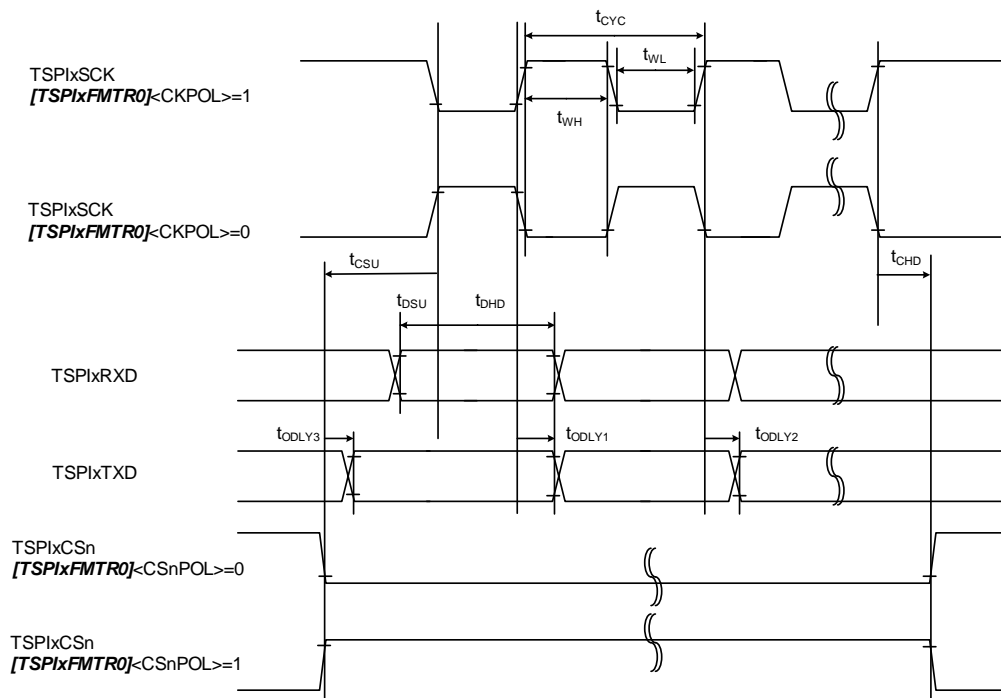 tCYC
TSPIxSCK
[TSPIxFMTR0]<CKPOL>=1
tWL
tWH
TSPIxSCK
[TSPIxFMTR0]<CKPOL>=0
tCSU
tCHD
tDSU
tDHD
TSPIxRXD
tODLY3
tODLY1
tODLY2
TSPIxTXD
TSPIxCSn
[TSPIxFMTR0]<CSnPOL>=0
TSPIxCSn
[TSPIxFMTR0]<CSnPOL>=1